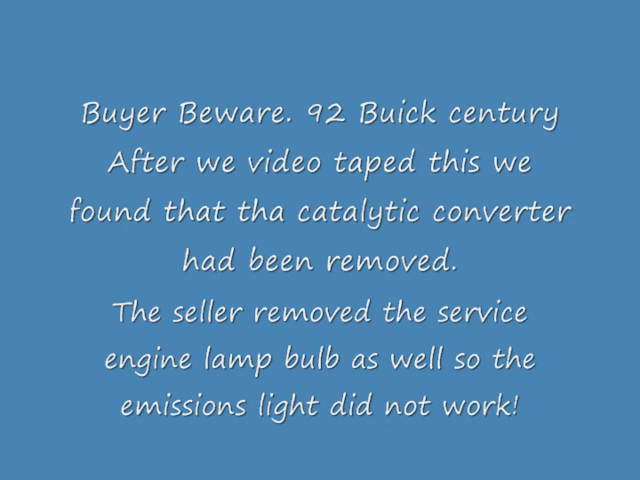 Buyer Beware. 92 Buick century
After we video taped this we
found that tha catalytic converter
had been removed.
The seller removed the service
engine lamp bulb as well so the
emissions light did not work!